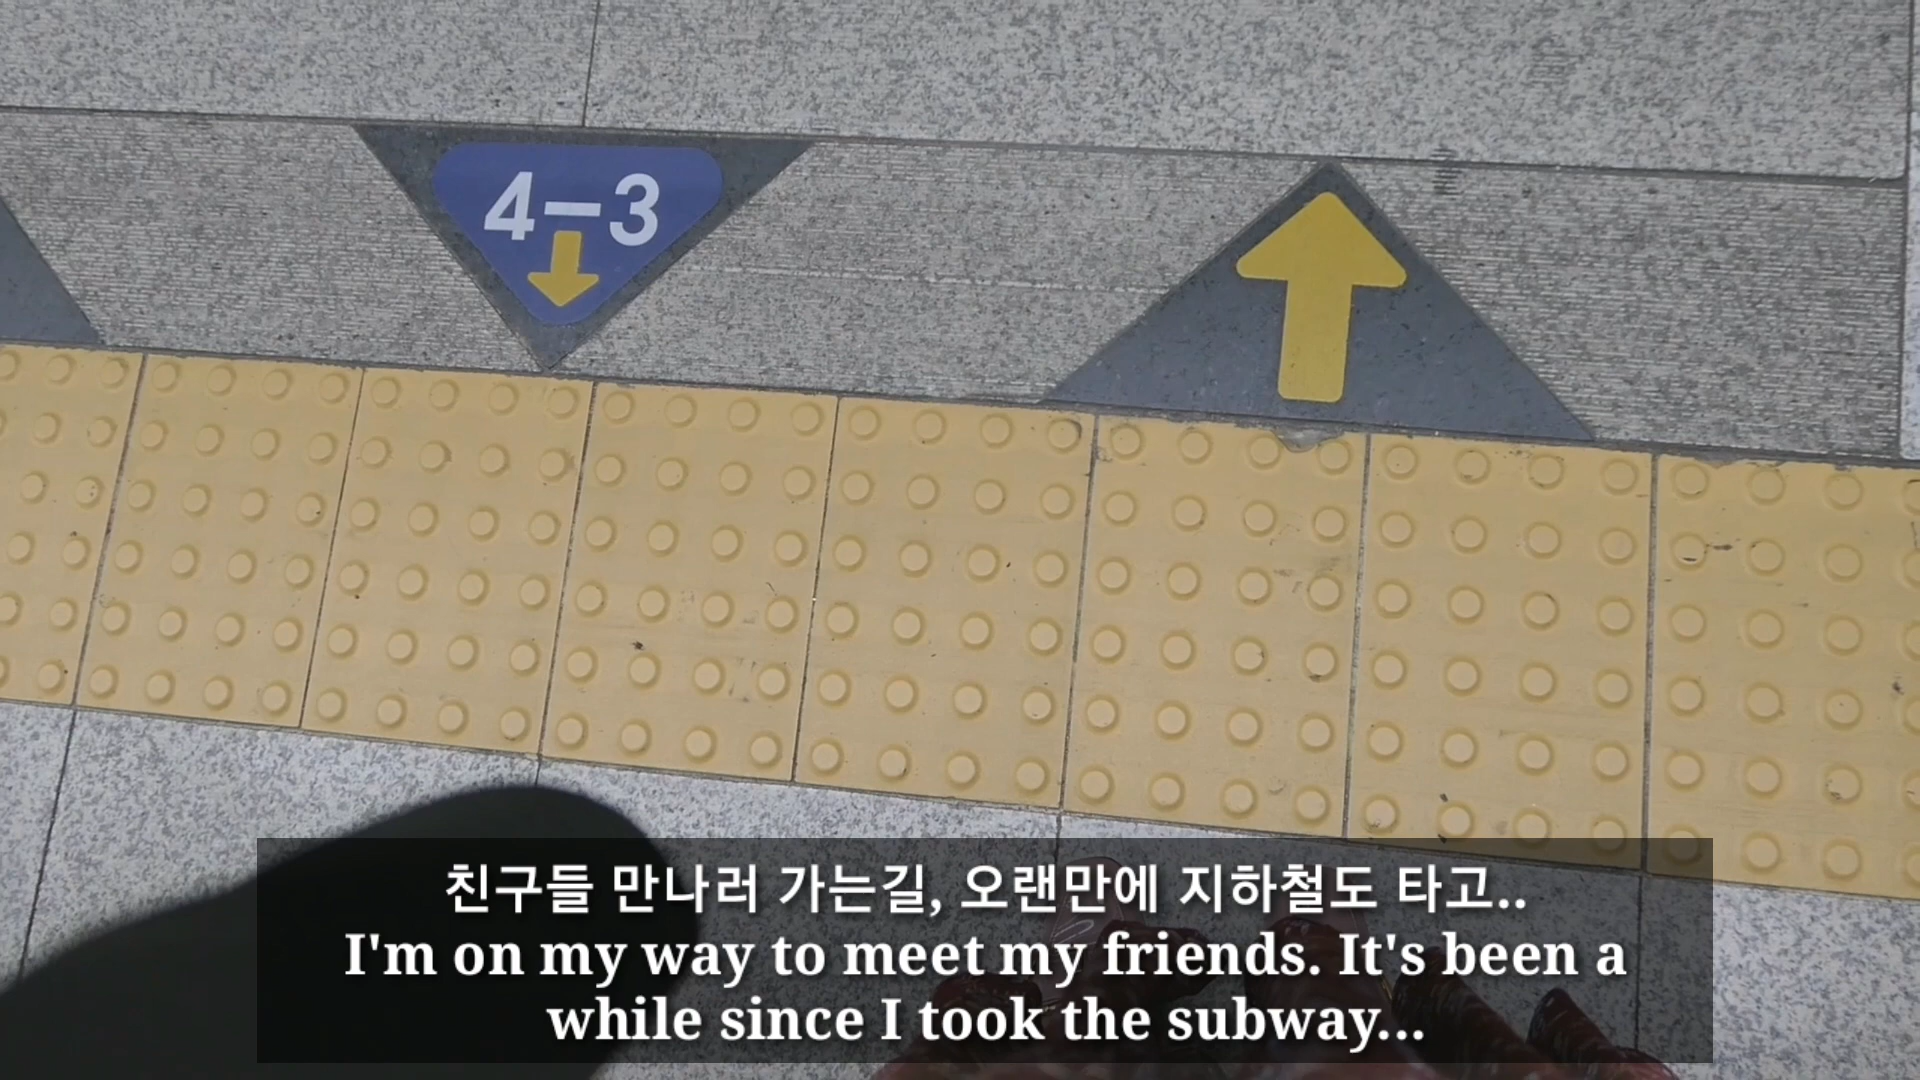 4-3
친구들 만나러 가는길, 오랜만에 지하철도 타고..
I'm on my way to meet my friends. It's been a
while since I took the subway...